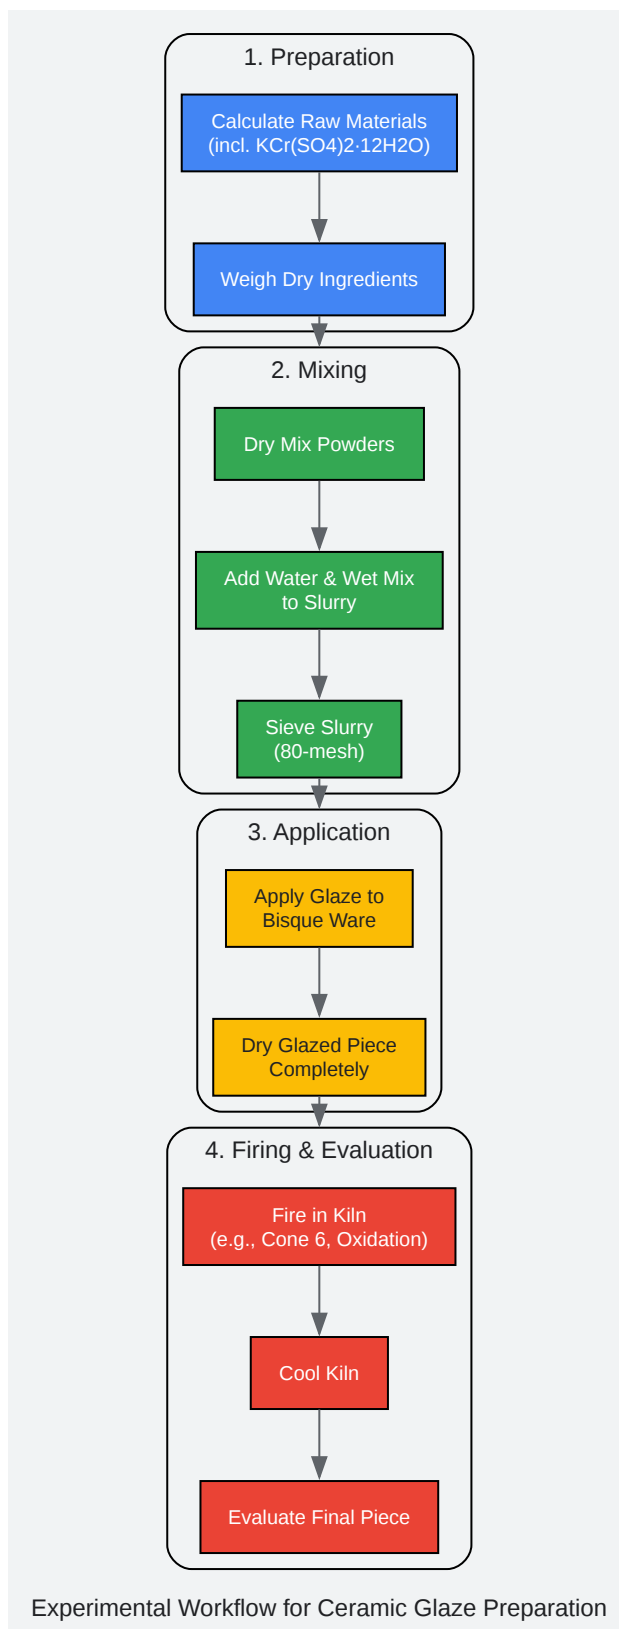 1. Preparation
Calculate Raw Materials
(incl. KCr(SO4)2·12H2O)
Weigh Dry Ingredients
2. Mixing
Dry Mix Powders
Add Water & Wet Mix
to Slurry
Sieve Slurry
(80-mesh)
3. Application
Apply Glaze to
Bisque Ware
Dry Glazed Piece
Completely
4. Firing & Evaluation
Fire in Kiln
(e.g., Cone 6, Oxidation)
Cool Kiln
Evaluate Final Piece
Experimental Workflow for Ceramic Glaze Preparation